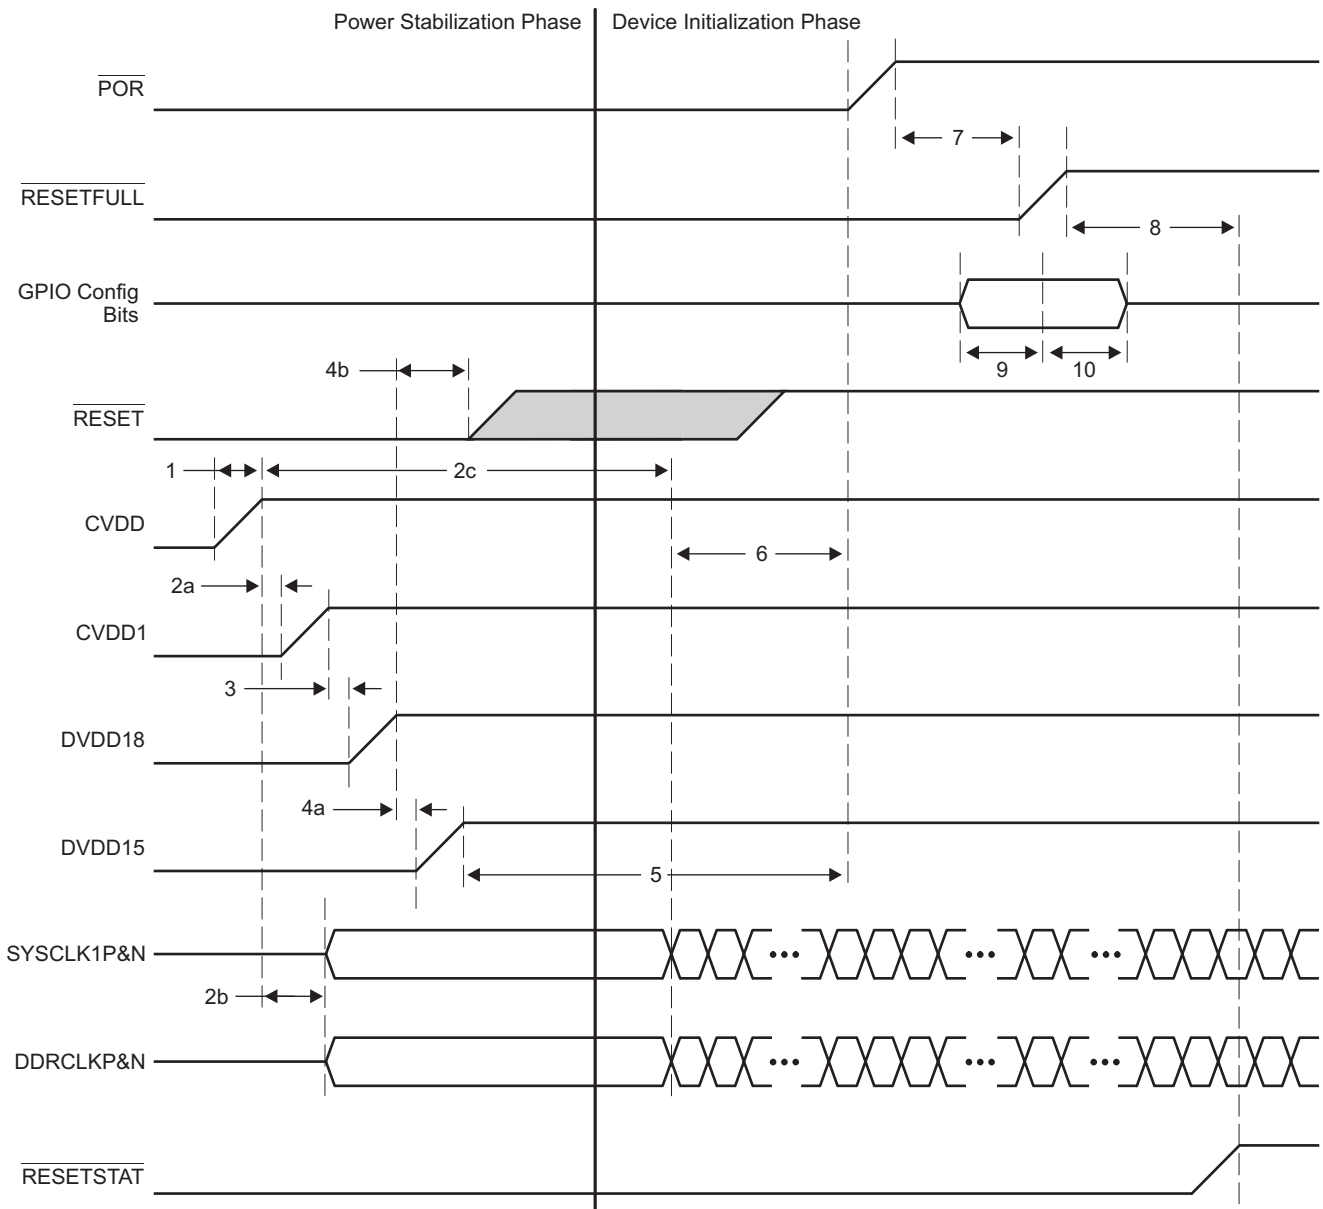 Power Stabilization Phase
Device Initialization Phase
POR
7
RESETFULL
8
GPIO Config
Bits
9
10
4b
RESET
1
2c
CVDD
6
2a
CVDD1
3
DVDD18
4a
DVDD15
5
SYSCLK1P&N
2b
DDRCLKP&N
RESETSTAT